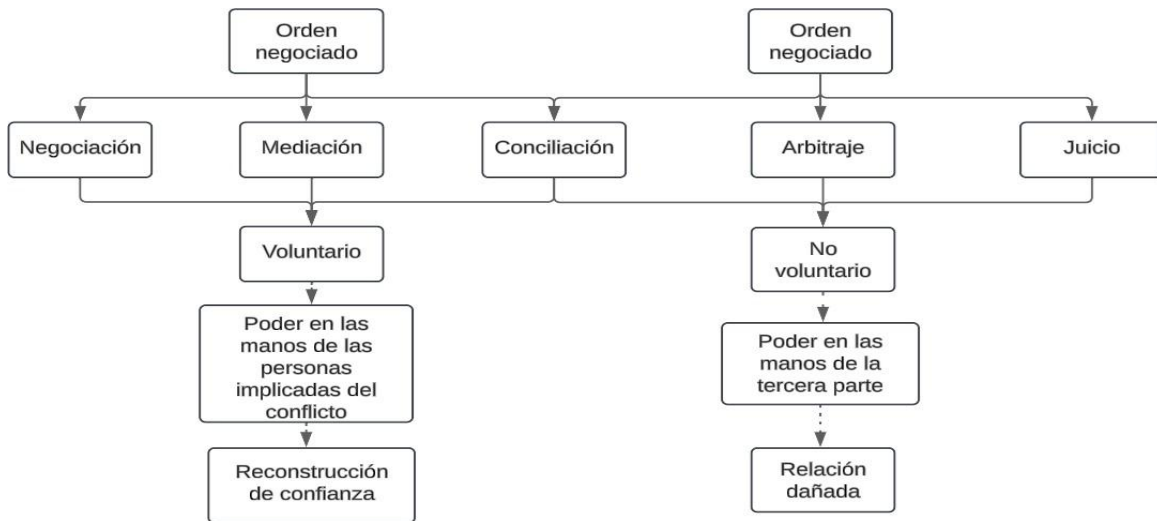 Orden
negociado
Orden
negociado
Negociación
Mediación
Conciliación
Arbitraje
Juicio
Voluntario
No
voluntario
Poder en las
manos de las
personas
implicadas del
conflicto
Poder en las
manos de la
tercera parte
Reconstrucción
de confianza
Relación
dañada